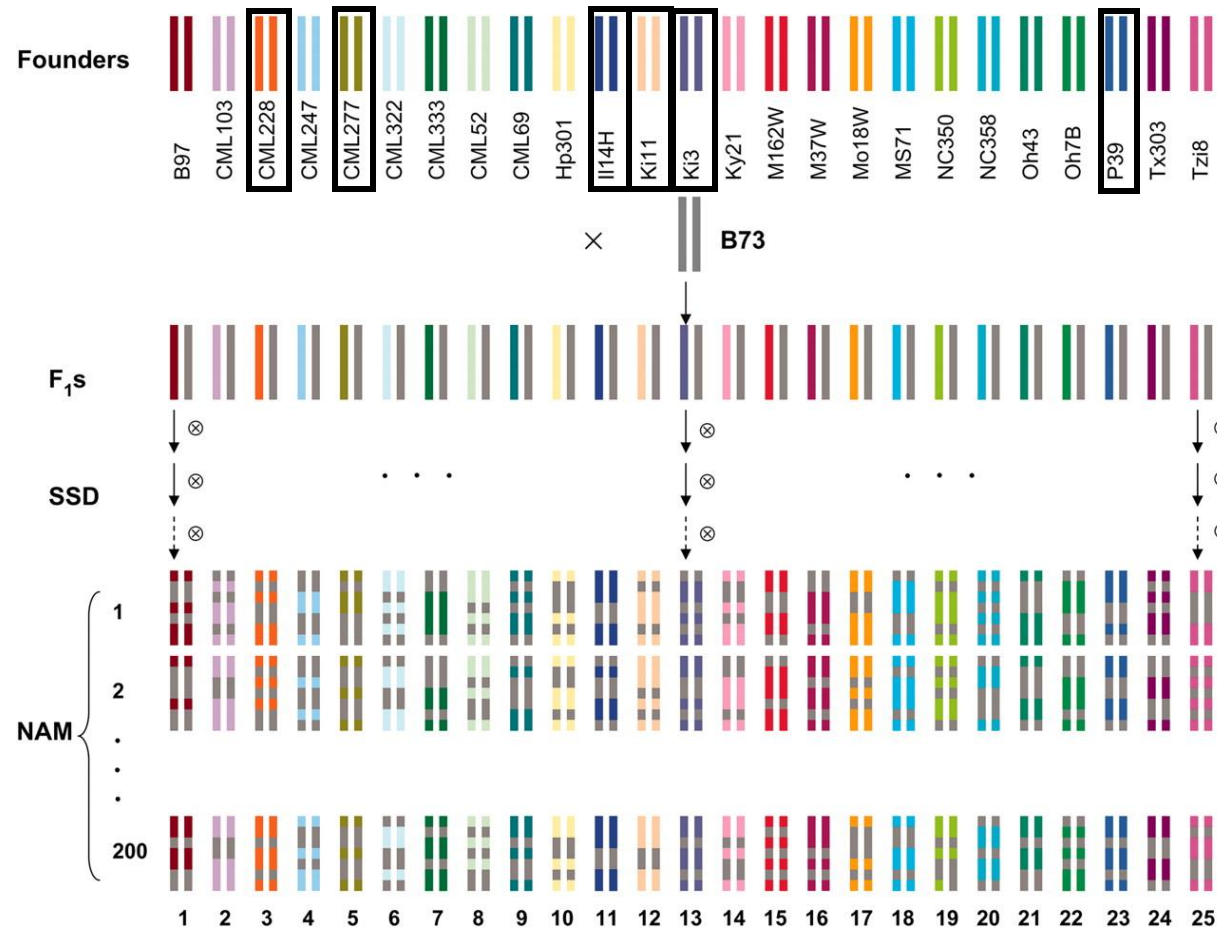 Founders
B97 CML103 CML228 CML247 CML277 CML322 CML333 CML52 CML69 Hp301 Il14H Ki11 Ki3 Ky21 M162W M37W Mo18W MS71 NC350 NC358 Oh43 Oh7B P39 Tx303 Tzi8
× B73
F1s
SSD
1
2
NAM
200
1 2 3 4 5 6 7 8 9 10 11 12 13 14 15 16 17 18 19 20 21 22 23 24 25